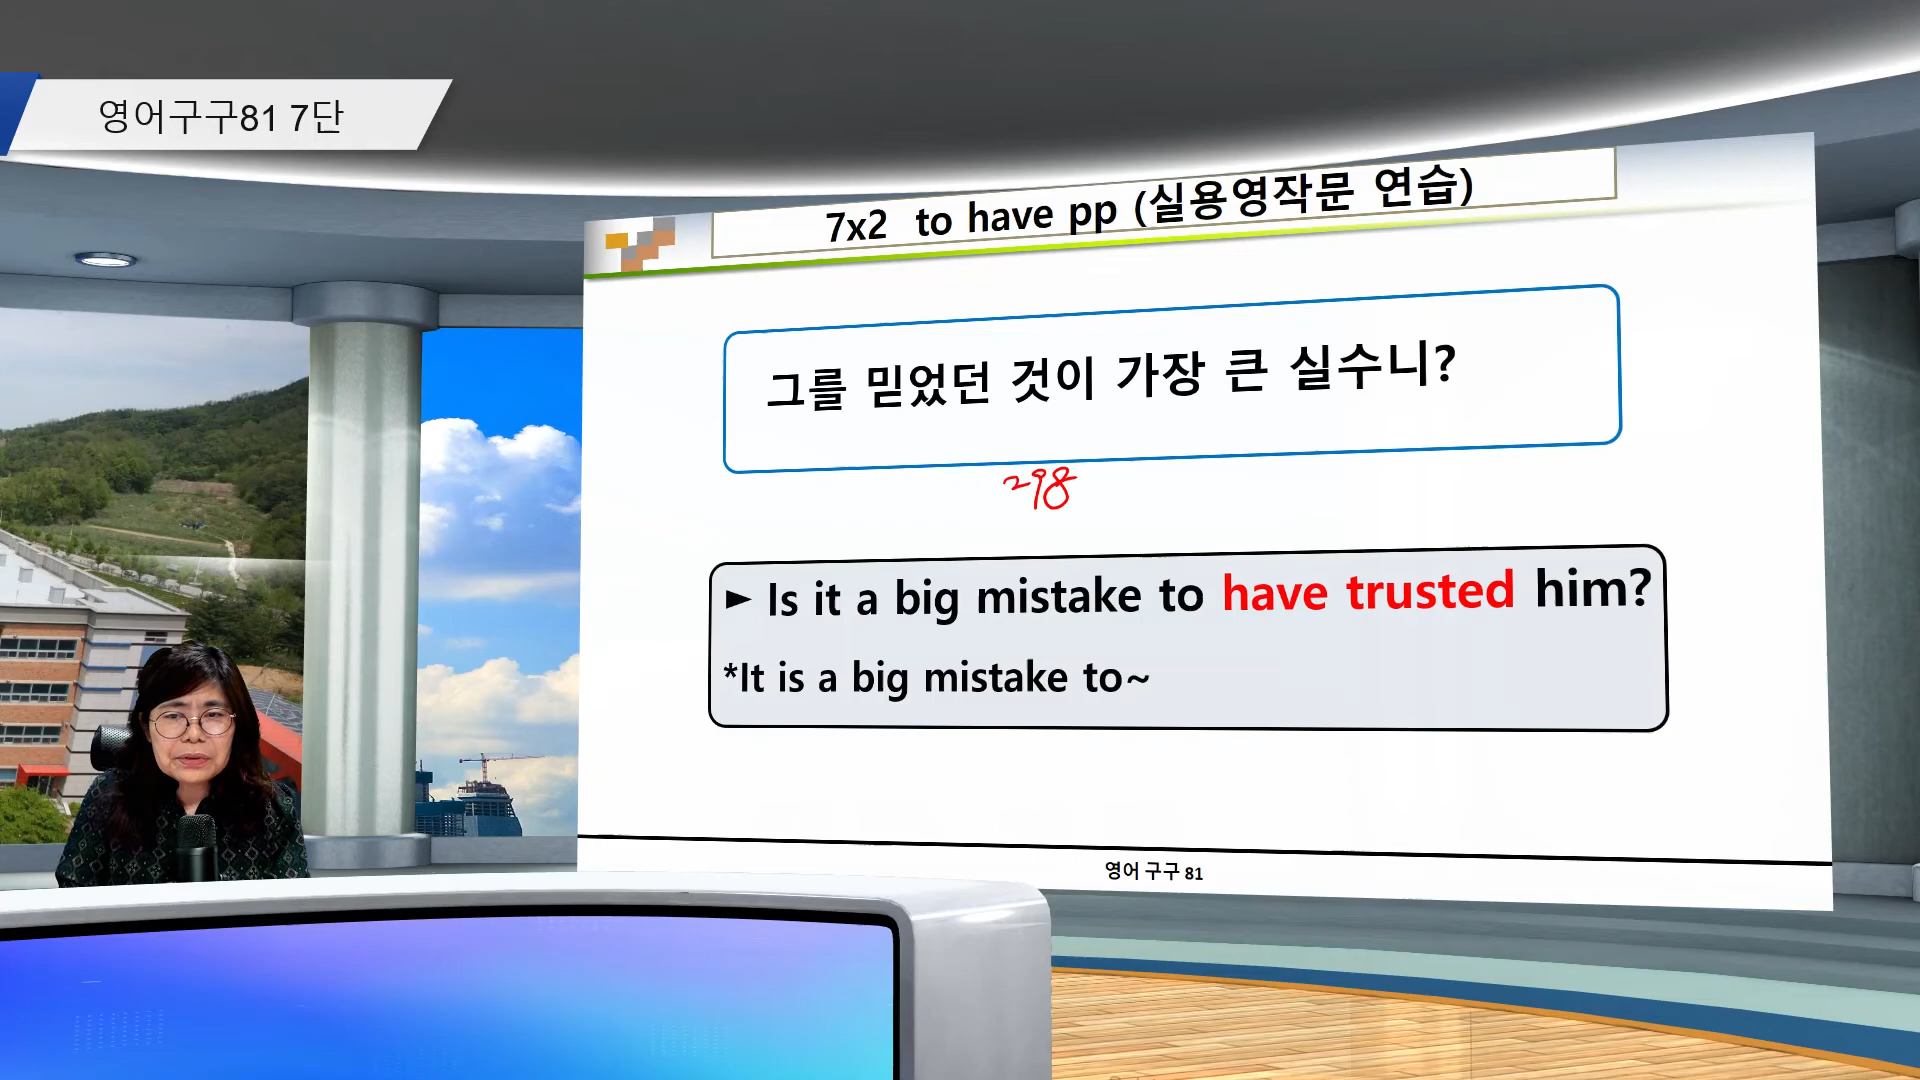 영어구구81 7단
7x2 to have pp (실용영작문 연습)
그를 믿었던 것이 가장 큰 실수니?
298
► Is it a big mistake to have trusted him?
*It is a big mistake to~
영어 구구 81